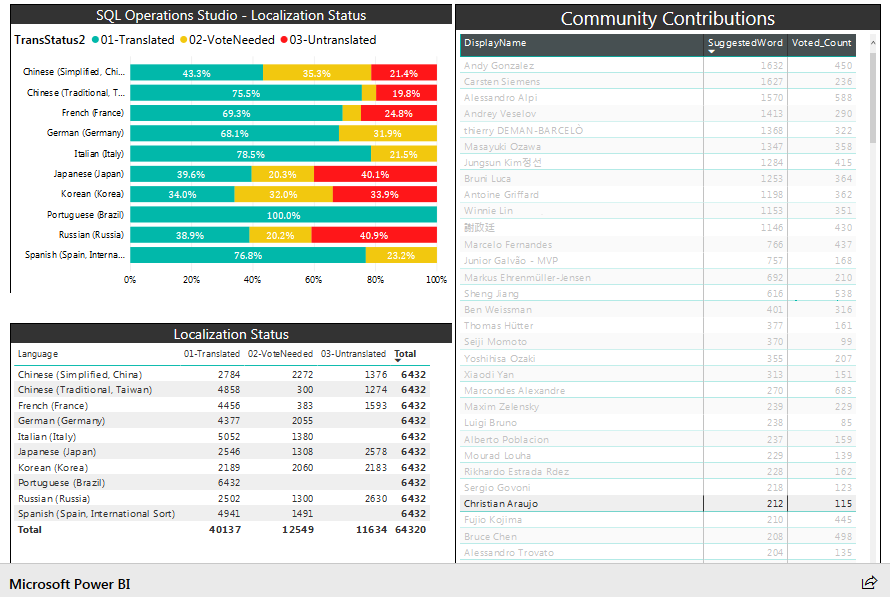 SQL Operations Studio - Localization Status
TransStatus2 01-Translated 02-VoteNeeded 03-Untranslated
Chinese (Simplified, Chi... 43.3% 35.3% 21.4%
Chinese (Traditional, T... 75.5% 19.8%
French (France) 69.3% 24.8%
German (Germany) 68.1% 31.9%
Italian (Italy) 78.5% 21.5%
Japanese (Japan) 39.6% 20.3% 40.1%
Korean (Korea) 34.0% 32.0% 33.9%
Portuguese (Brazil) 100.0%
Russian (Russia) 38.9% 20.2% 40.9%
Spanish (Spain, Interna... 76.8% 23.2%
0% 20% 40% 60% 80% 100%
Localization Status
Language 01-Translated 02-VoteNeeded 03-Untranslated Total
Chinese (Simplified, China) 2784 2272 1376 6432
Chinese (Traditional, Taiwan) 4858 300 1274 6432
French (France) 4456 383 1593 6432
German (Germany) 4377 2055 6432
Italian (Italy) 5052 1380 6432
Japanese (Japan) 2546 1308 2578 6432
Korean (Korea) 2189 2060 2183 6432
Portuguese (Brazil) 6432 6432
Russian (Russia) 2502 1300 2630 6432
Spanish (Spain, International Sort) 4941 1491 6432
Total 40137 12549 11634 64320
Community Contributions
DisplayName SuggestedWord Voted_Count
Andy Gonzalez 1632 450
Carsten Siemens 1627 236
Alessandro Alpi 1570 588
Andrey Veselov 1413 290
thierry DEMAN-BARCELÒ 1368 322
Masayuki Ozawa 1347 358
Jungsun Kim정선 1284 415
Bruni Luca 1253 364
Antoine Griffard 1198 362
Winnie Lin 1153 351
謝政廷 1146 430
Marcelo Fernandes 766 437
Junior Galvão - MVP 757 168
Markus Ehrenmüller-Jensen 692 210
Sheng Jiang 616 538
Ben Weissman 401 316
Thomas Hütter 377 161
Seiji Momoto 370 99
Yoshihisa Ozaki 355 207
Xiaodi Yan 313 151
Marcondes Alexandre 270 683
Maxim Zelensky 239 229
Luigi Bruno 238 85
Alberto Poblacion 237 159
Mourad Louha 229 139
Rikhardo Estrada Rdez 228 162
Sergio Govoni 218 123
Christian Araujo 212 115
Fujio Kojima 210 445
Bruce Chen 208 498
Alessandro Trovato 204 135
Microsoft Power BI